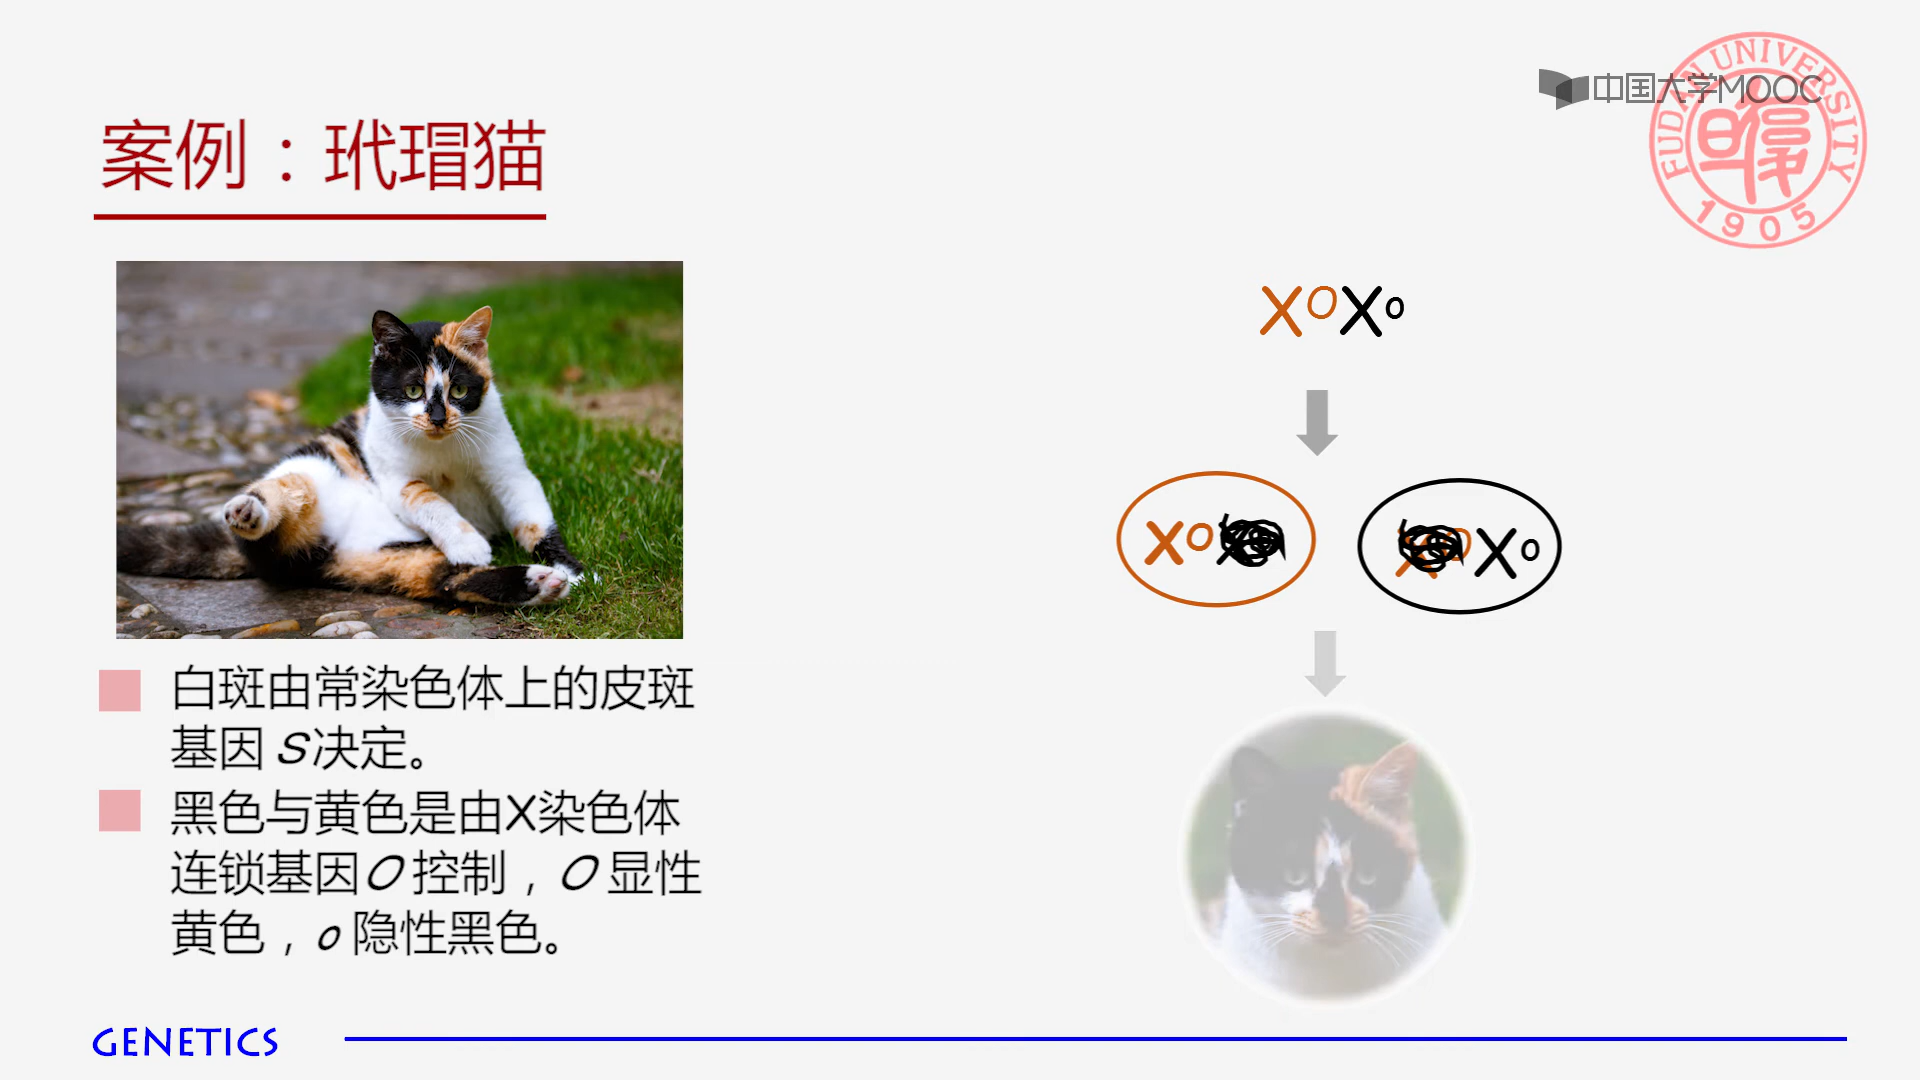 中国大学MOOC
FUDAN UNIVERSITY
1905
案例：玳瑁猫
白斑由常染色体上的皮斑
基因 S决定。
黑色与黄色是由X染色体
连锁基因O 控制，O 显性
黄色，o 隐性黑色。
XOXo
XO
Xo
GENETICS